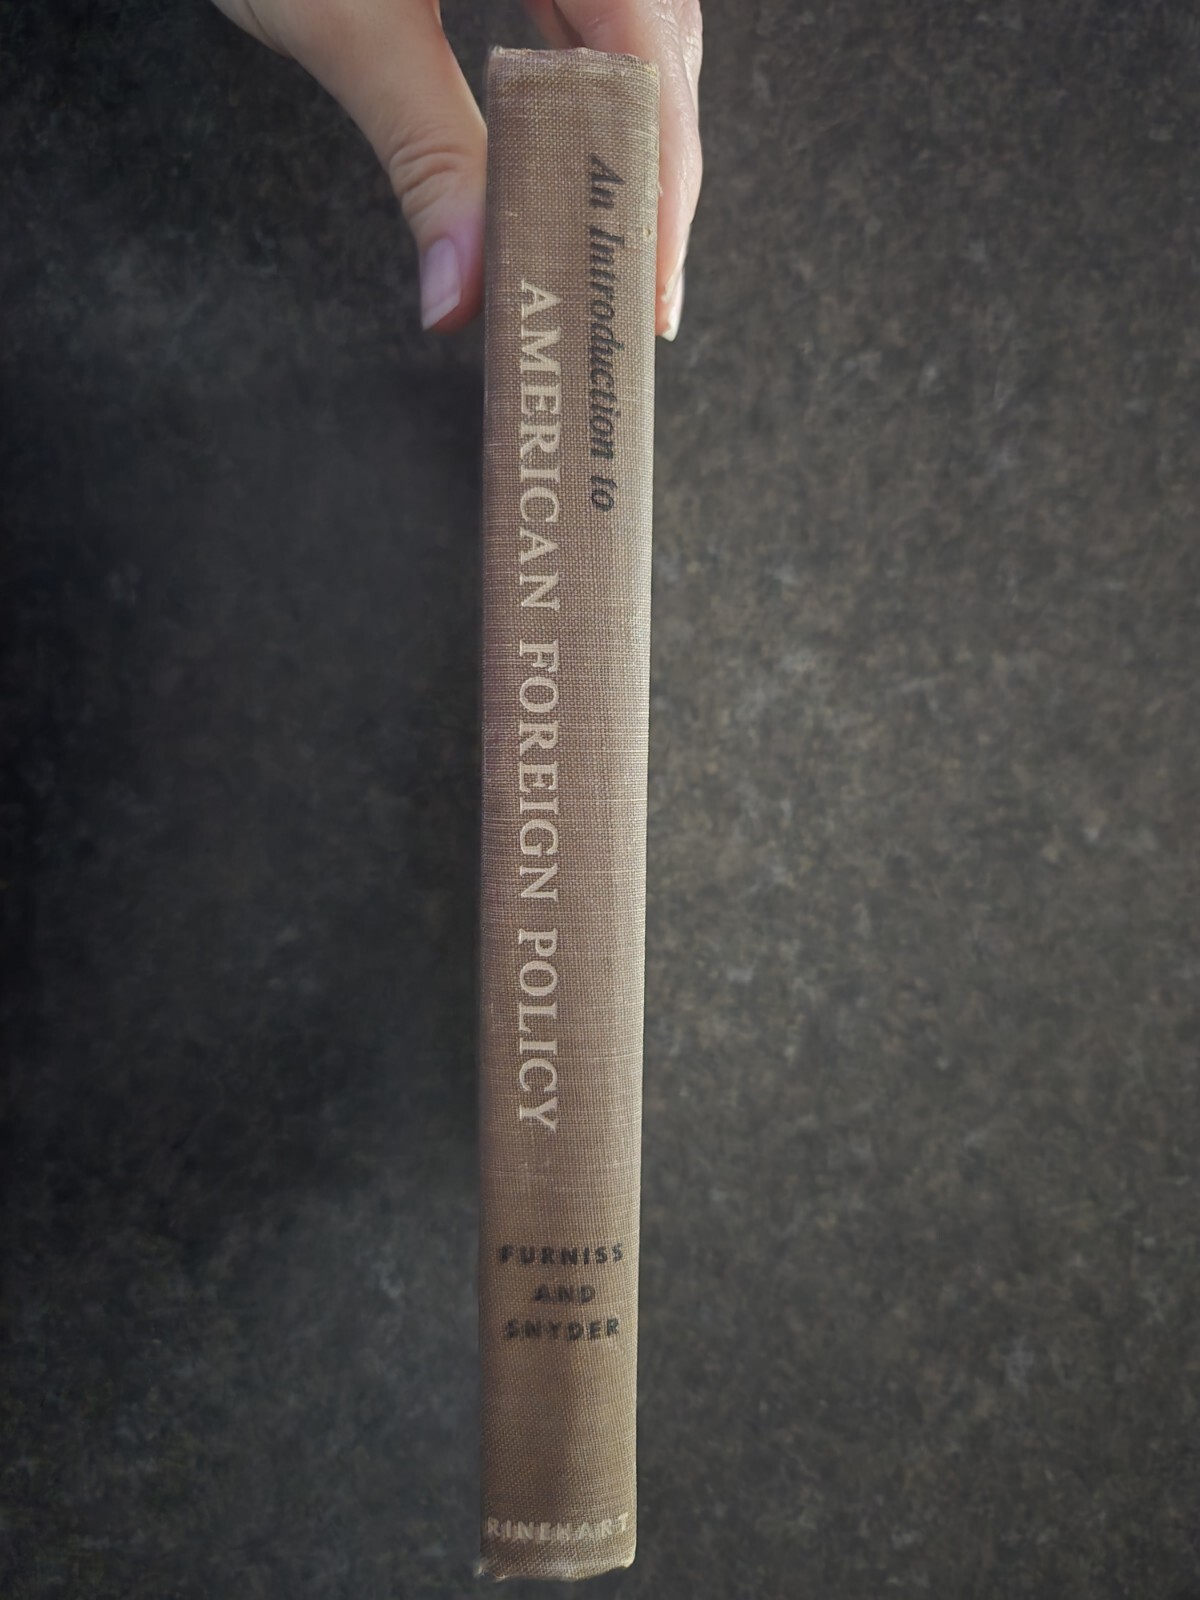 An Introduction to
AMERICAN FOREIGN POLICY
FURNISS
AND
SNYDER
RINEHART